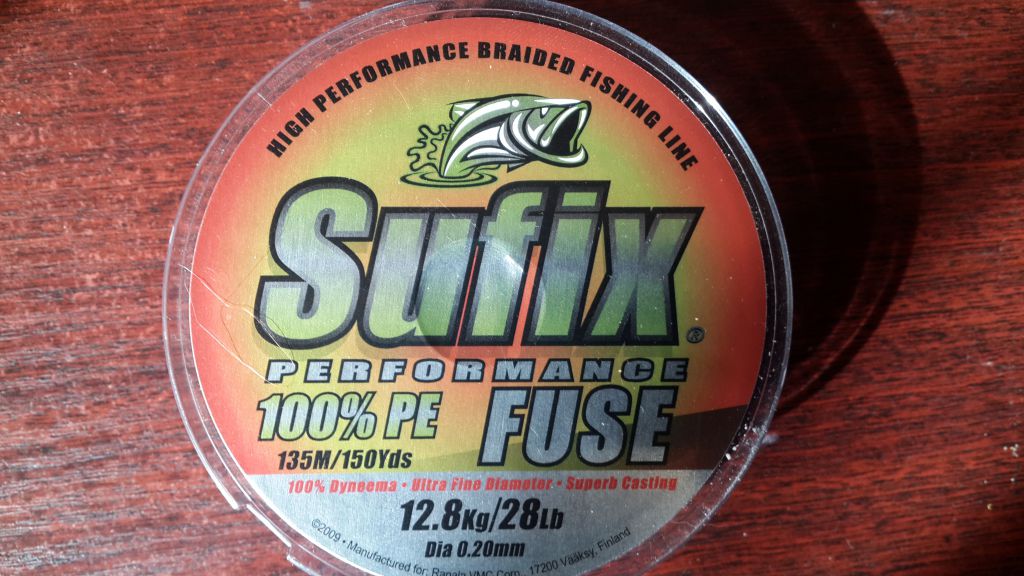 HIGH PERFORMANCE BRAIDED FISHING LINE
Sufix®
PERFORMANCE
100% PE FUSE
135M/150Yds
100% Dyneema • Ultra Fine Diameter • Superb Casting
12.8Kg/28Lb
Dia 0.20mm
©2009 • Manufactured for: Rapala VMC Corp., 17200 Vääksy, Finland